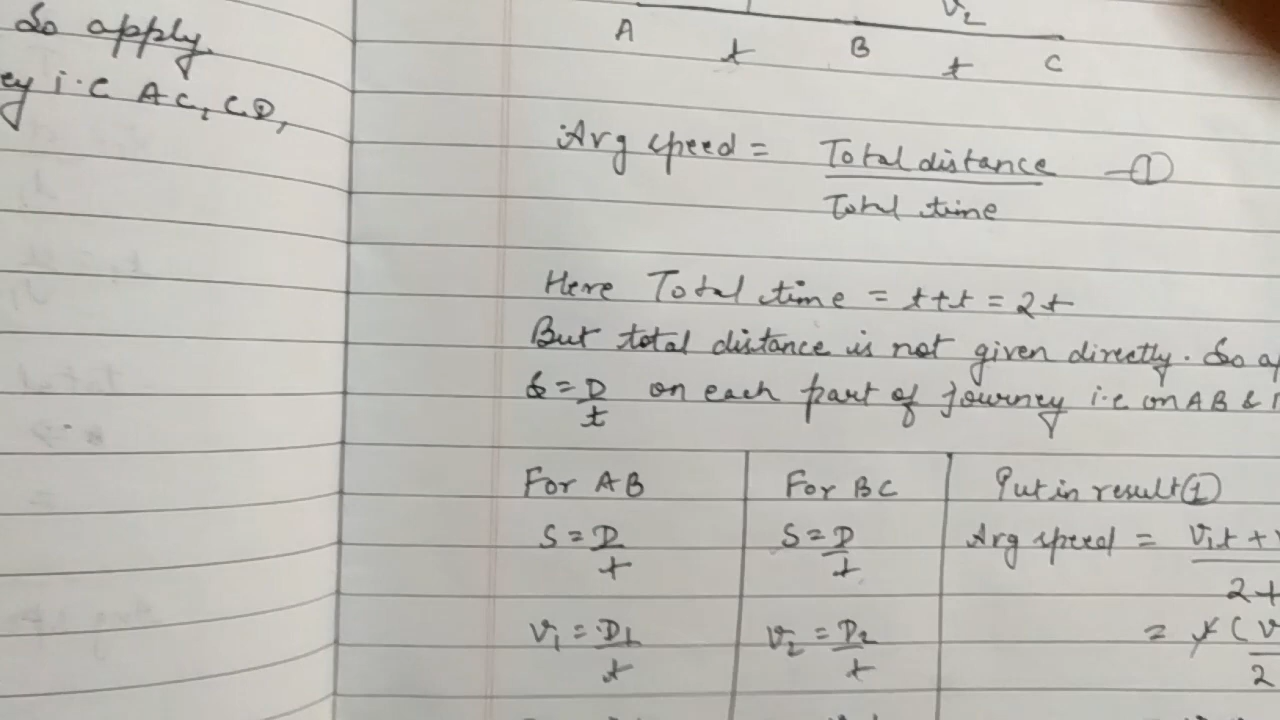 So apply
ey i.e AC, CD,
V2
A t B t C
Avg speed = Total distance / Total time —①
Here Total time = t+t = 2t
But total distance is not given directly. So
S = D/t on each part of journey i.e on AB &
For AB For BC Put in result ①
S = D/t S = D/t Avg speed = V1t + / 2t
V1 = D1/t V2 = D2/t = t(V / 2